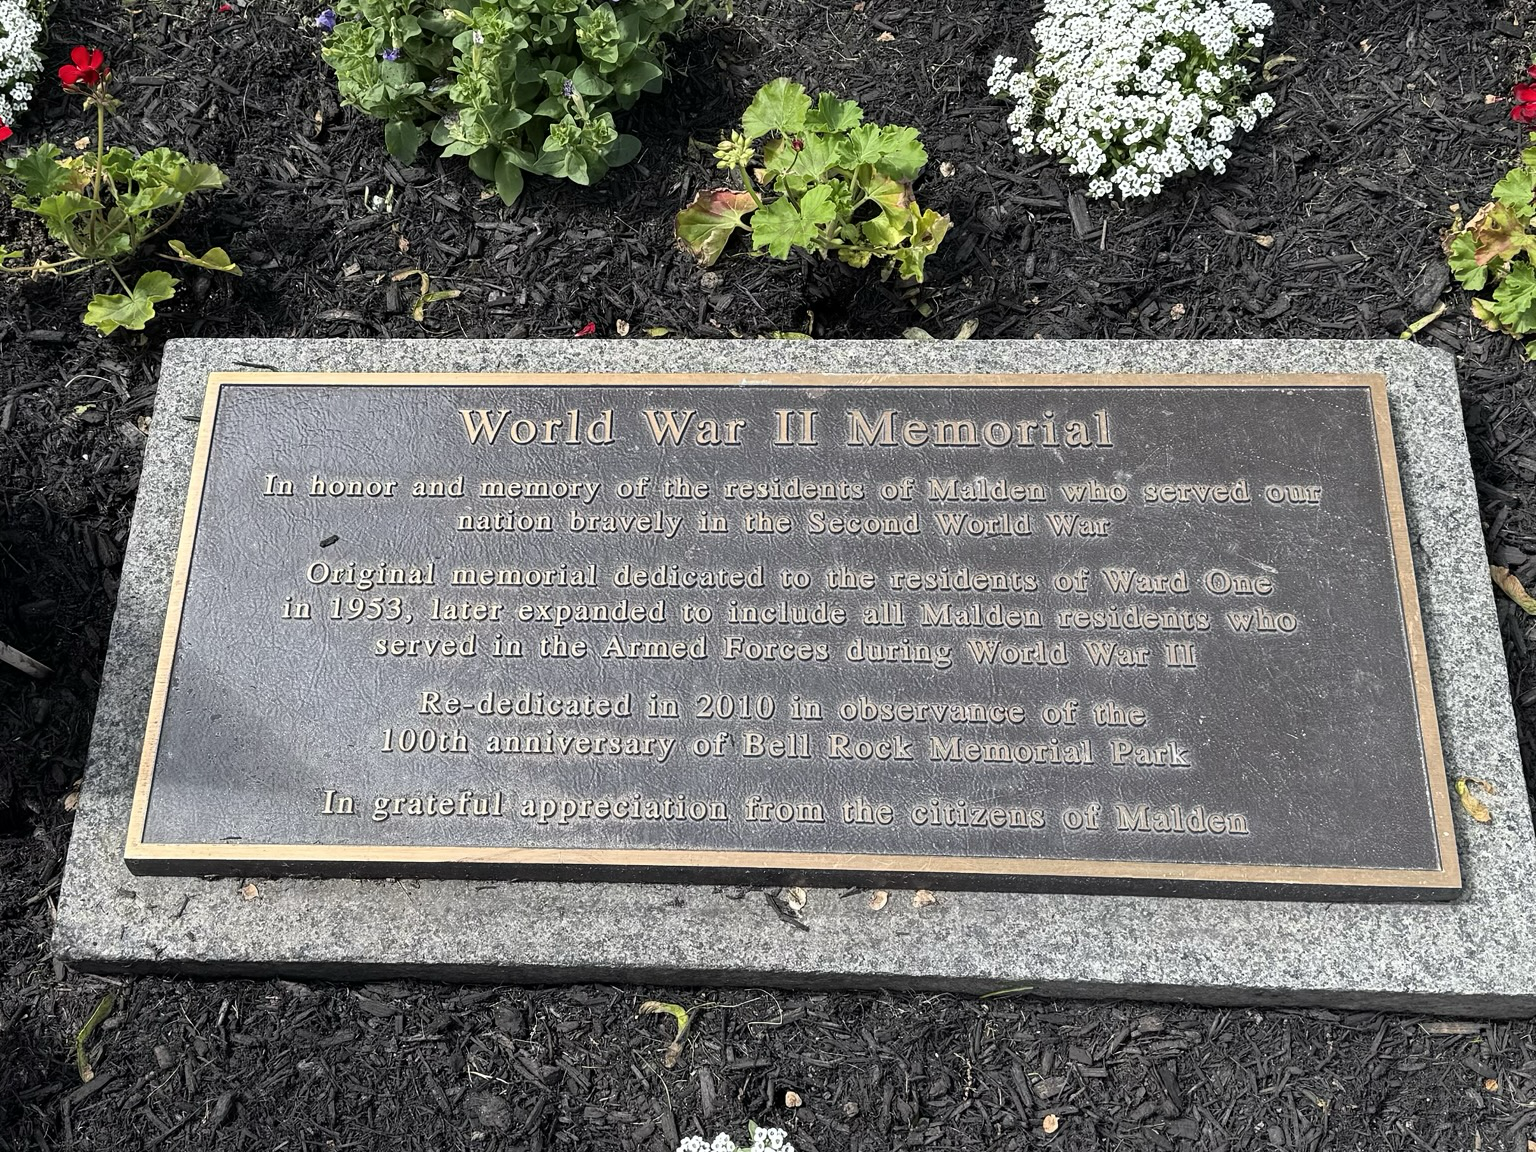 World War II Memorial
In honor and memory of the residents of Malden who served our
nation bravely in the Second World War
Original memorial dedicated to the residents of Ward One
in 1953, later expanded to include all Malden residents who
served in the Armed Forces during World War II
Re-dedicated in 2010 in observance of the
100th anniversary of Bell Rock Memorial Park
In grateful appreciation from the citizens of Malden